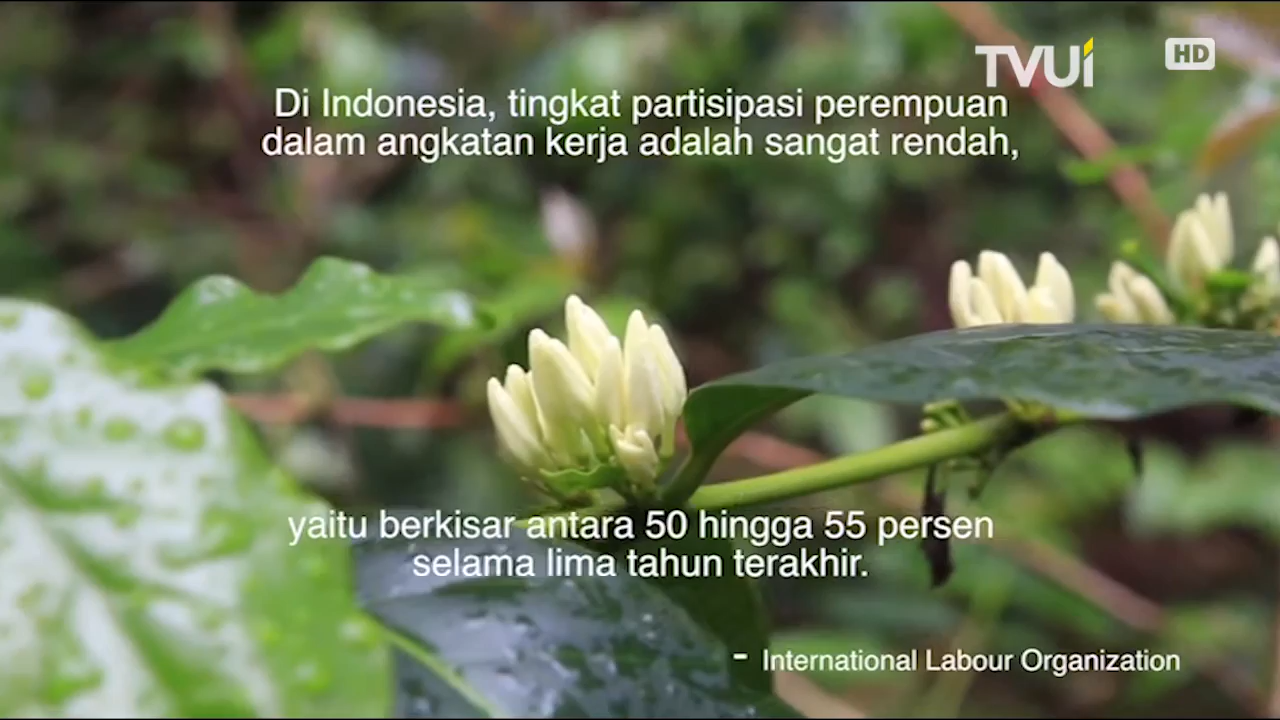 TVUI
HD
Di Indonesia, tingkat partisipasi perempuan
dalam angkatan kerja adalah sangat rendah,
yaitu berkisar antara 50 hingga 55 persen
selama lima tahun terakhir.
- International Labour Organization